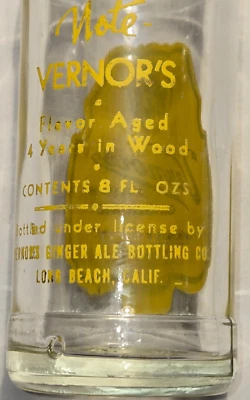 Note-
VERNOR'S
Flavor Aged
4 Years in Wood
CONTENTS 8 FL. OZS.
Bottled under license by
VERNORS GINGER ALE BOTTLING CO.
LONG BEACH, CALIF.